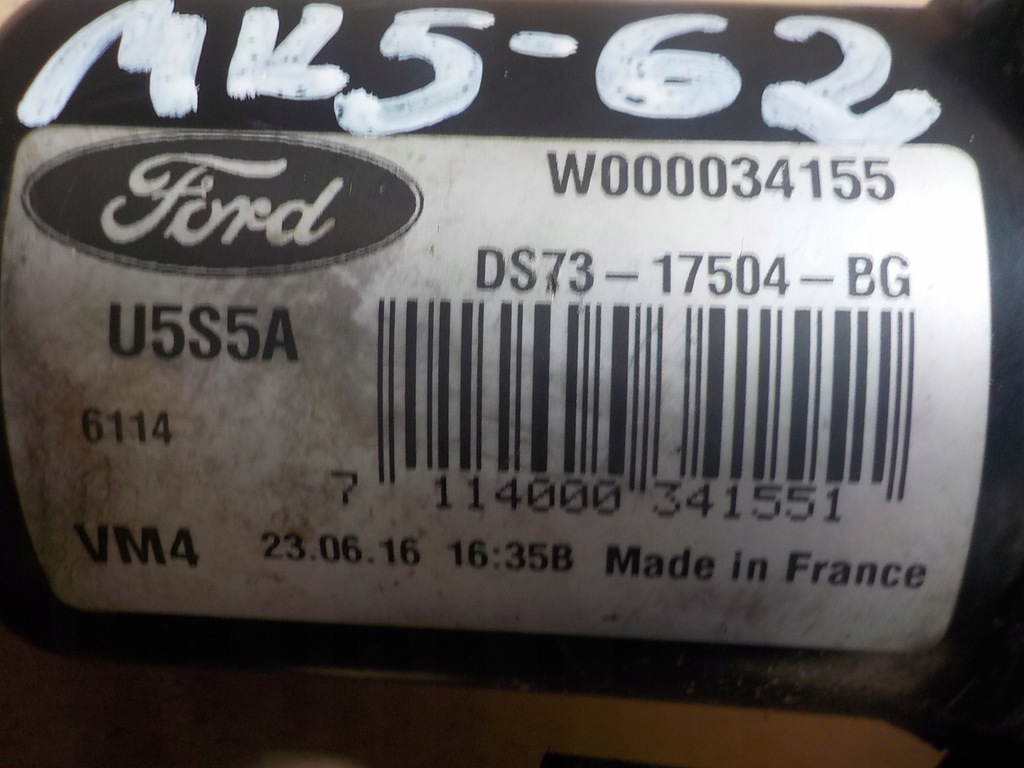 MK5-62
Ford
W000034155
DS73-17504-BG
U5S5A
6114
7 114000 341551
VM4 23.06.16 16:35B Made in France